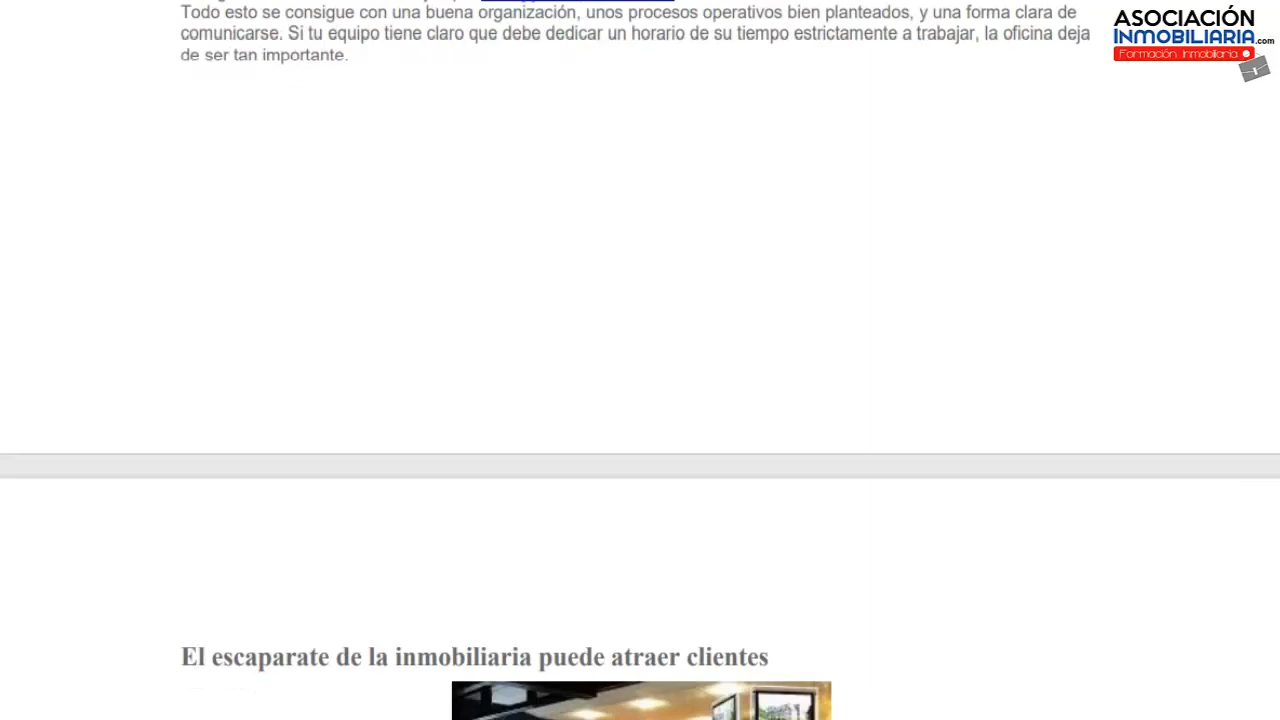 Todo esto se consigue con una buena organización, unos procesos operativos bien planteados, y una forma clara de
comunicarse. Si tu equipo tiene claro que debe dedicar un horario de su tiempo estrictamente a trabajar, la oficina deja
de ser tan importante.
ASOCIACIÓN
INMOBILIARIA.com
Formación Inmobiliaria
El escaparate de la inmobiliaria puede atraer clientes